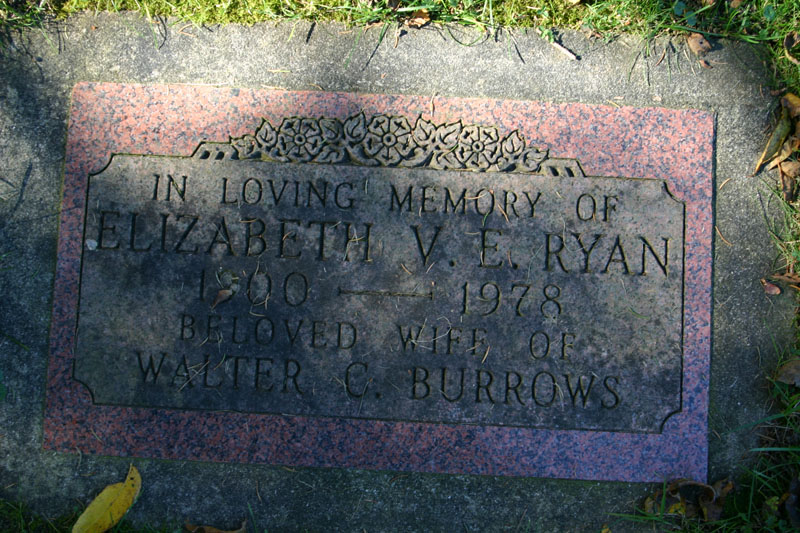 IN LOVING MEMORY OF
ELIZABETH V. E. RYAN
1900 — 1978
BELOVED WIFE OF
WALTER C. BURROWS